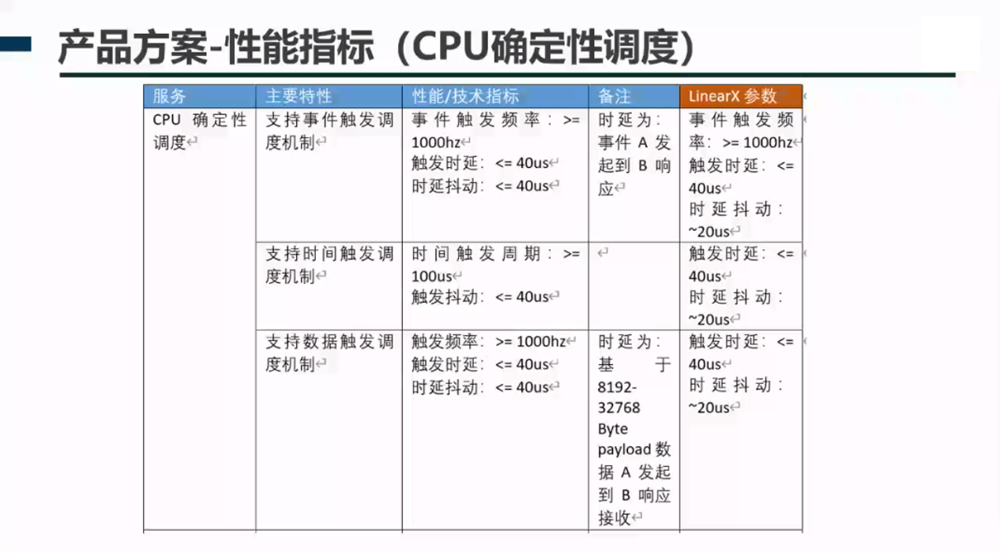 产品方案-性能指标（CPU确定性调度）
服务
主要特性
性能/技术指标
备注
LinearX 参数
CPU 确定性
调度
支持事件触发调
度机制
事件触发频率：>=
1000hz
触发时延：<= 40us
时延抖动：<= 40us
时延为：
事件 A 发
起到 B 响
应
事件触发频
率：>= 1000hz
触发时延：<=
40us
时延抖动：
~20us
支持时间触发调
度机制
时间触发周期：>=
100us
触发抖动：<= 40us
触发时延：<=
40us
时延抖动：
~20us
支持数据触发调
度机制
触发频率：>= 1000hz
触发时延：<= 40us
时延抖动：<= 40us
时延为：
基于
8192-
32768
Byte
payload 数
据 A 发起
到 B 响应
接收
触发时延：<=
40us
时延抖动：
~20us